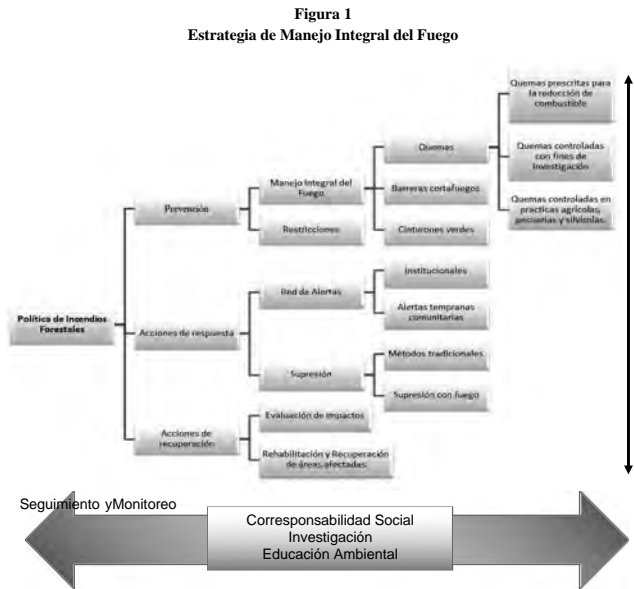 Figura 1
Estrategia de Manejo Integral del Fuego
Política de Incendios
Forestales
Prevención
Manejo Integral del
Fuego
Quemas
Quemas prescritas para
la reducción de
combustible
Quemas controladas
con fines de
Investigación
Quemas controladas en
practicas agrícolas,
pecuarias y silvícolas.
Barreras cortafuegos
Cinturones verdes
Restricciones
Acciones de respuesta
Red de Alertas
Institucionales
Alertas tempranas
comunitarias
Supresión
Métodos tradicionales
Supresión con fuego
Acciones de
recuperación
Evaluación de impactos
Rehabilitación y Recuperación
de áreas afectadas
Seguimiento yMonitoreo
Corresponsabilidad Social
Investigación
Educación Ambiental